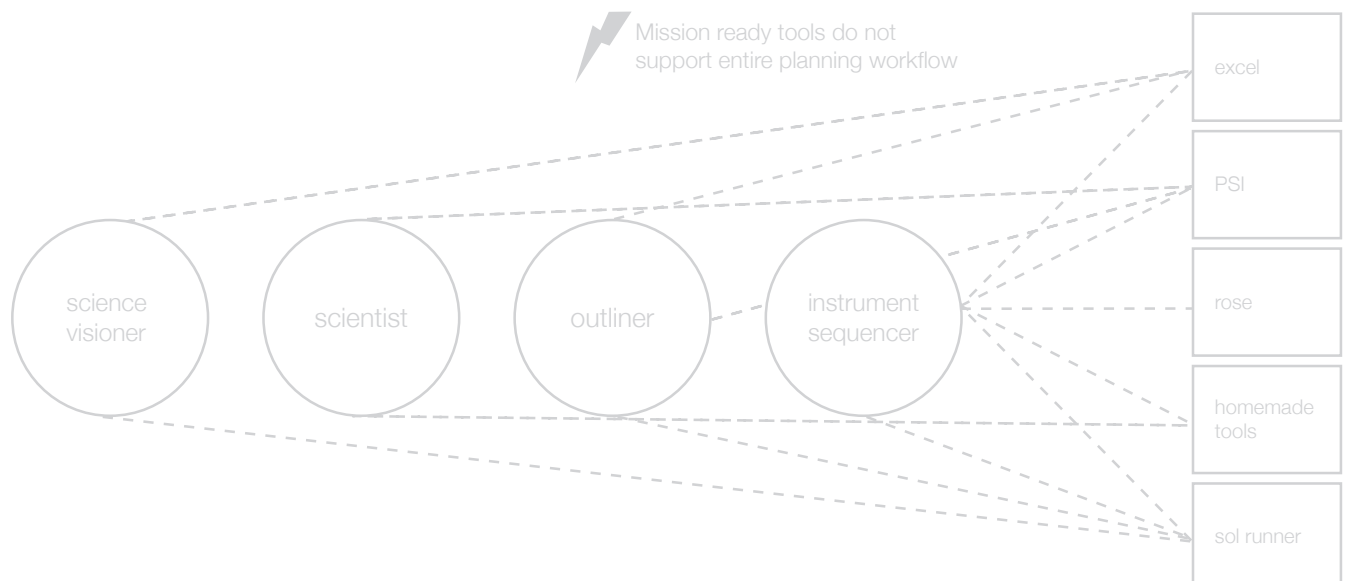 Mission ready tools do not
support entire planning workflow
excel
PSI
science
visioner
scientist
outliner
instrument
sequencer
rose
homemade
tools
sol runner